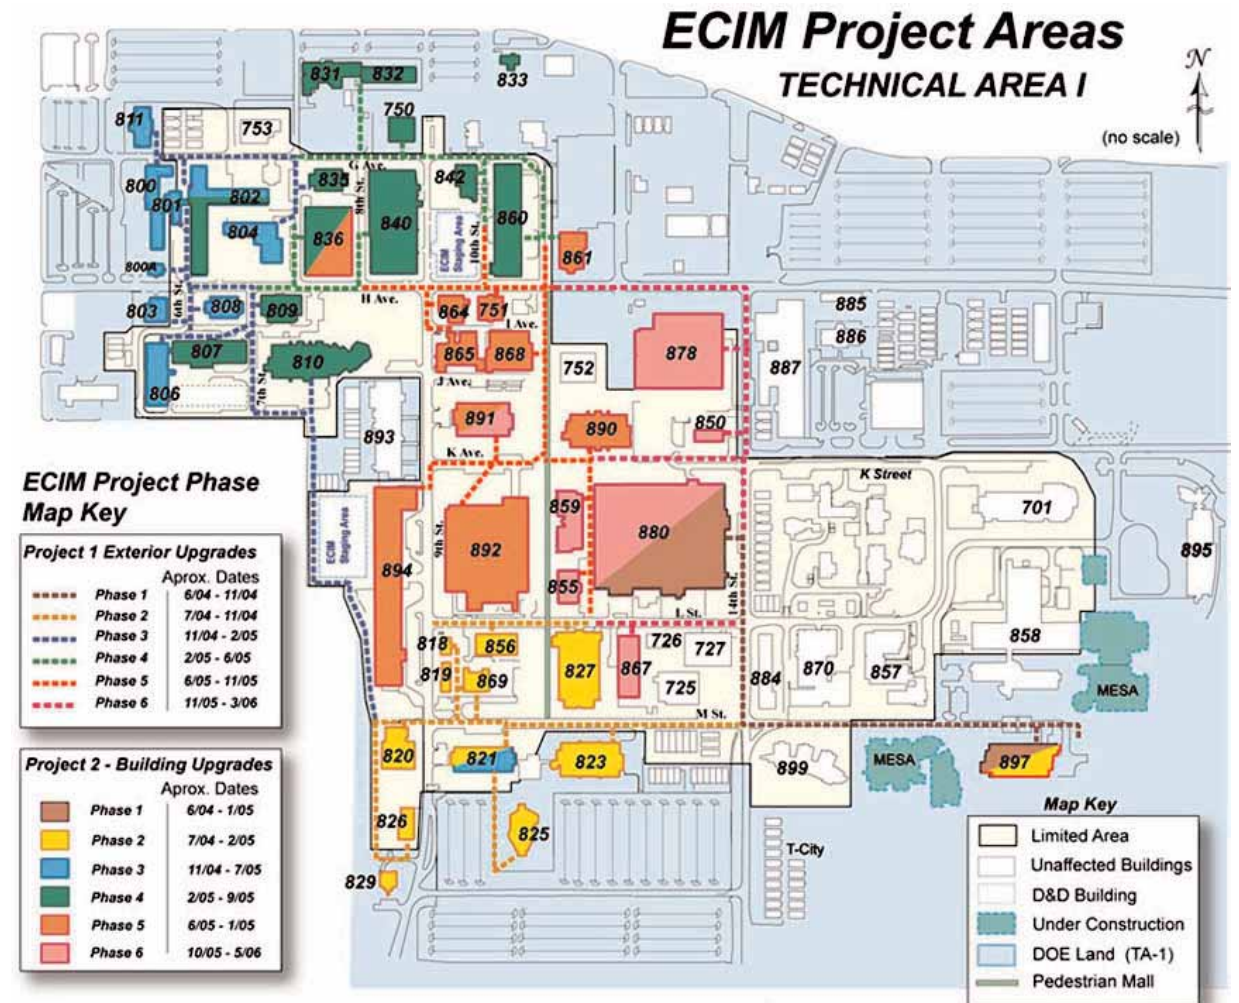 ECIM Project Areas
TECHNICAL AREA I
N
(no scale)
831 832
833
750
811
753
G Ave.
800
801
802
835
8th St.
842
840
860
804
836
ECIM
Staging Area
10th St.
861
800A
6th St.
H Ave.
803
808
809
864
751
I Ave.
885
886
807
810
865
868
878
887
752
806
7th St.
J Ave.
891
890
850
893
K Ave.
K Street
ECIM Project Phase
Map Key
Project 1 Exterior Upgrades
Aprox. Dates
Phase 1 6/04 - 11/04
Phase 2 7/04 - 11/04
Phase 3 11/04 - 2/05
Phase 4 2/05 - 6/05
Phase 5 6/05 - 11/05
Phase 6 11/05 - 3/06
701
859
880
ECIM
Staging Area
9th St.
892
894
895
855
14th St.
L St.
818
856
726
727
858
819
869
827
867
725
884
870
857
MESA
M St.
Project 2 - Building Upgrades
Aprox. Dates
Phase 1 6/04 - 1/05
Phase 2 7/04 - 2/05
Phase 3 11/04 - 7/05
Phase 4 2/05 - 9/05
Phase 5 6/05 - 1/05
Phase 6 10/05 - 5/06
820
821
823
899
MESA
897
826
825
829
T-City
Map Key
Limited Area
Unaffected Buildings
D&D Building
Under Construction
DOE Land (TA-1)
Pedestrian Mall